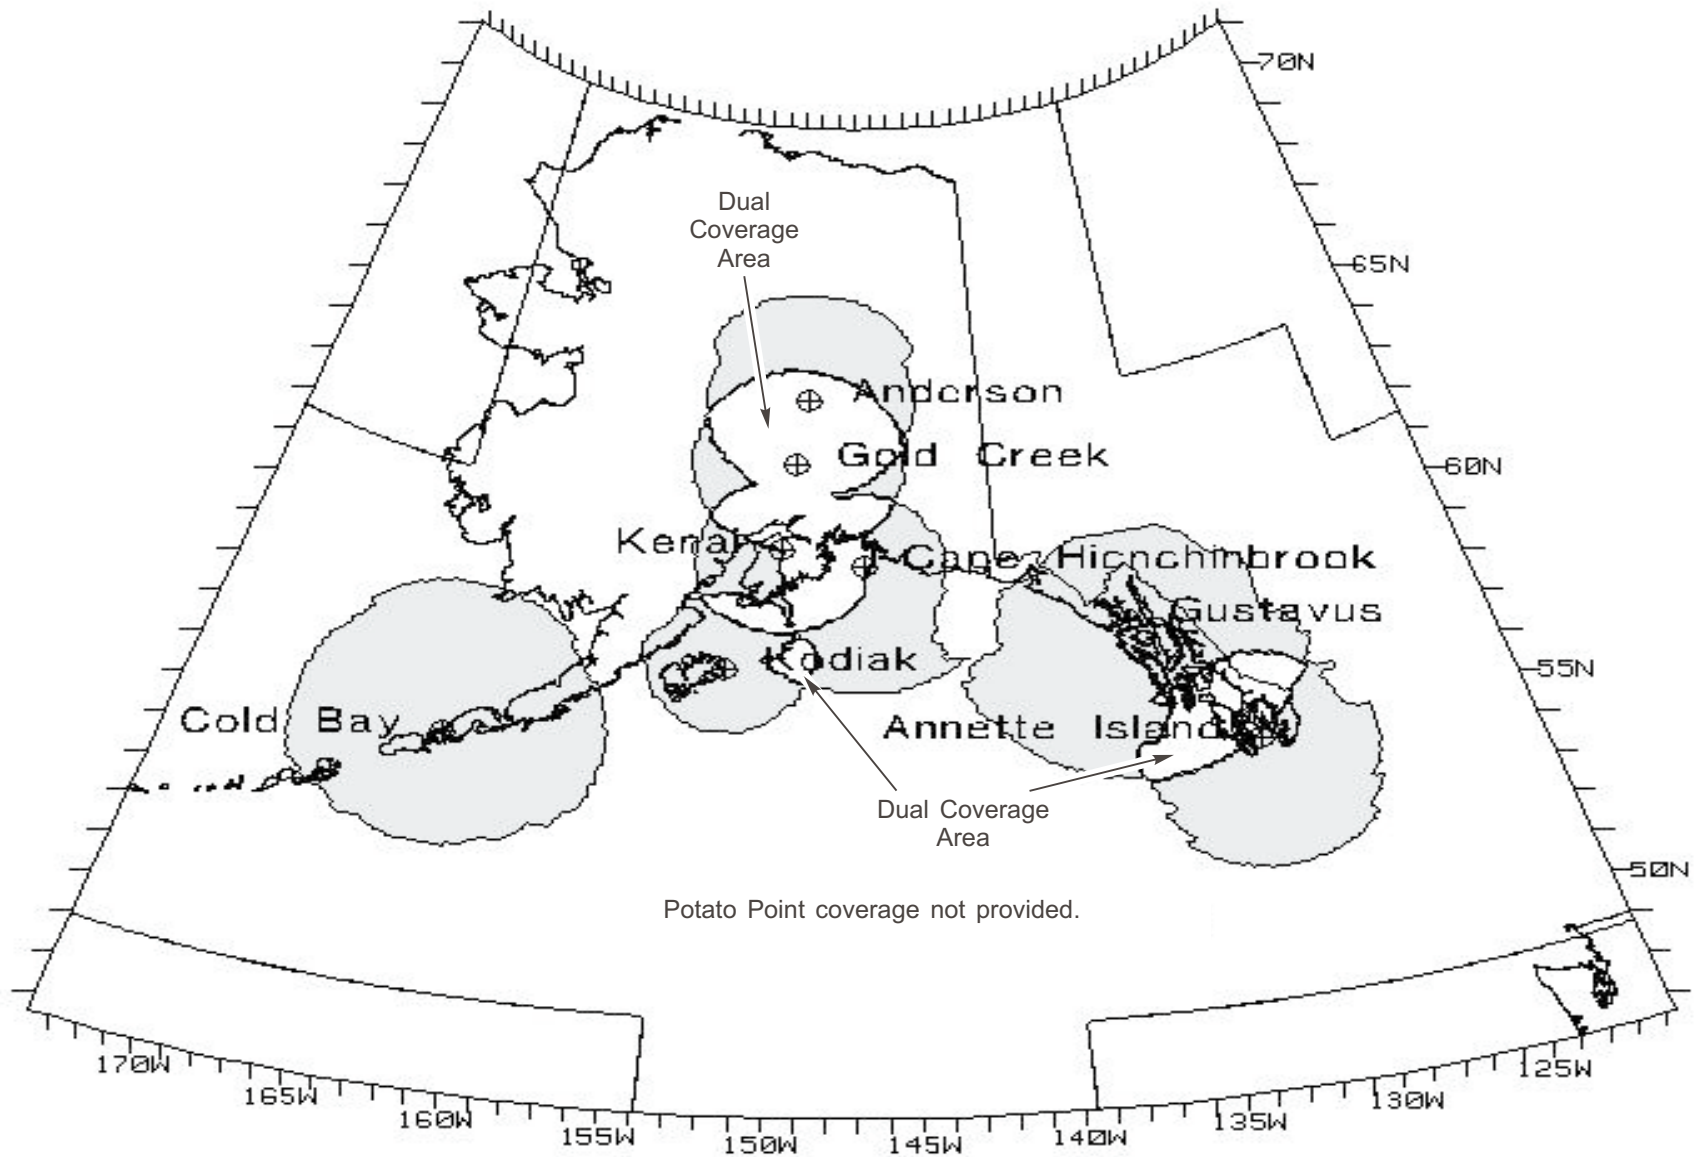 70N
Dual
Coverage
Area
65N
Anderson
Gold Creek
60N
Kenai
Cape Hicnchinbrook
Gustavus
Kodiak
55N
Cold Bay
Annette Island
Dual Coverage
Area
50N
Potato Point coverage not provided.
170W
165W
160W
155W
150W
145W
140W
135W
130W
125W